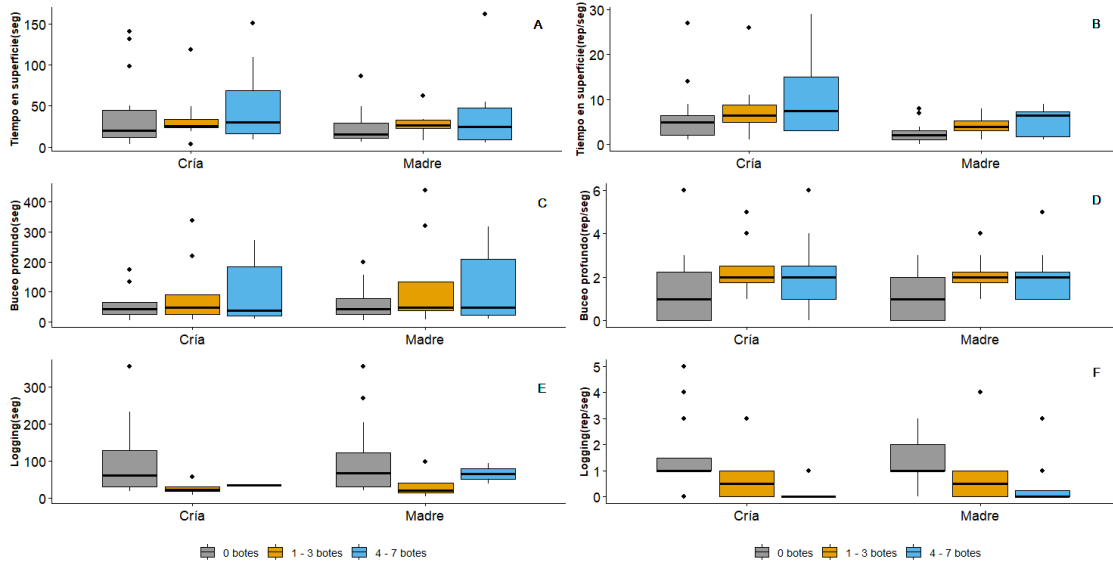 A
Tiempo en superficie(seg)
150
100
50
0
Cría
Madre
B
Tiempo en superficie(rep/seg)
30
20
10
0
Cría
Madre
C
Buceo profundo(seg)
400
300
200
100
0
Cría
Madre
D
Buceo profundo(rep/seg)
6
4
2
0
Cría
Madre
E
Logging(seg)
300
200
100
0
Cría
Madre
F
Logging(rep/seg)
5
4
3
2
1
0
Cría
Madre
0 botes 1 - 3 botes 4 - 7 botes
0 botes 1 - 3 botes 4 - 7 botes